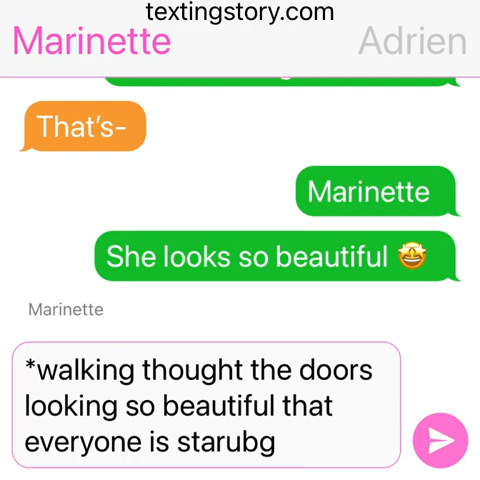 textingstory.com
Marinette Adrien
That's-
Marinette
She looks so beautiful 🤩
Marinette
*walking thought the doors
looking so beautiful that
everyone is starubg